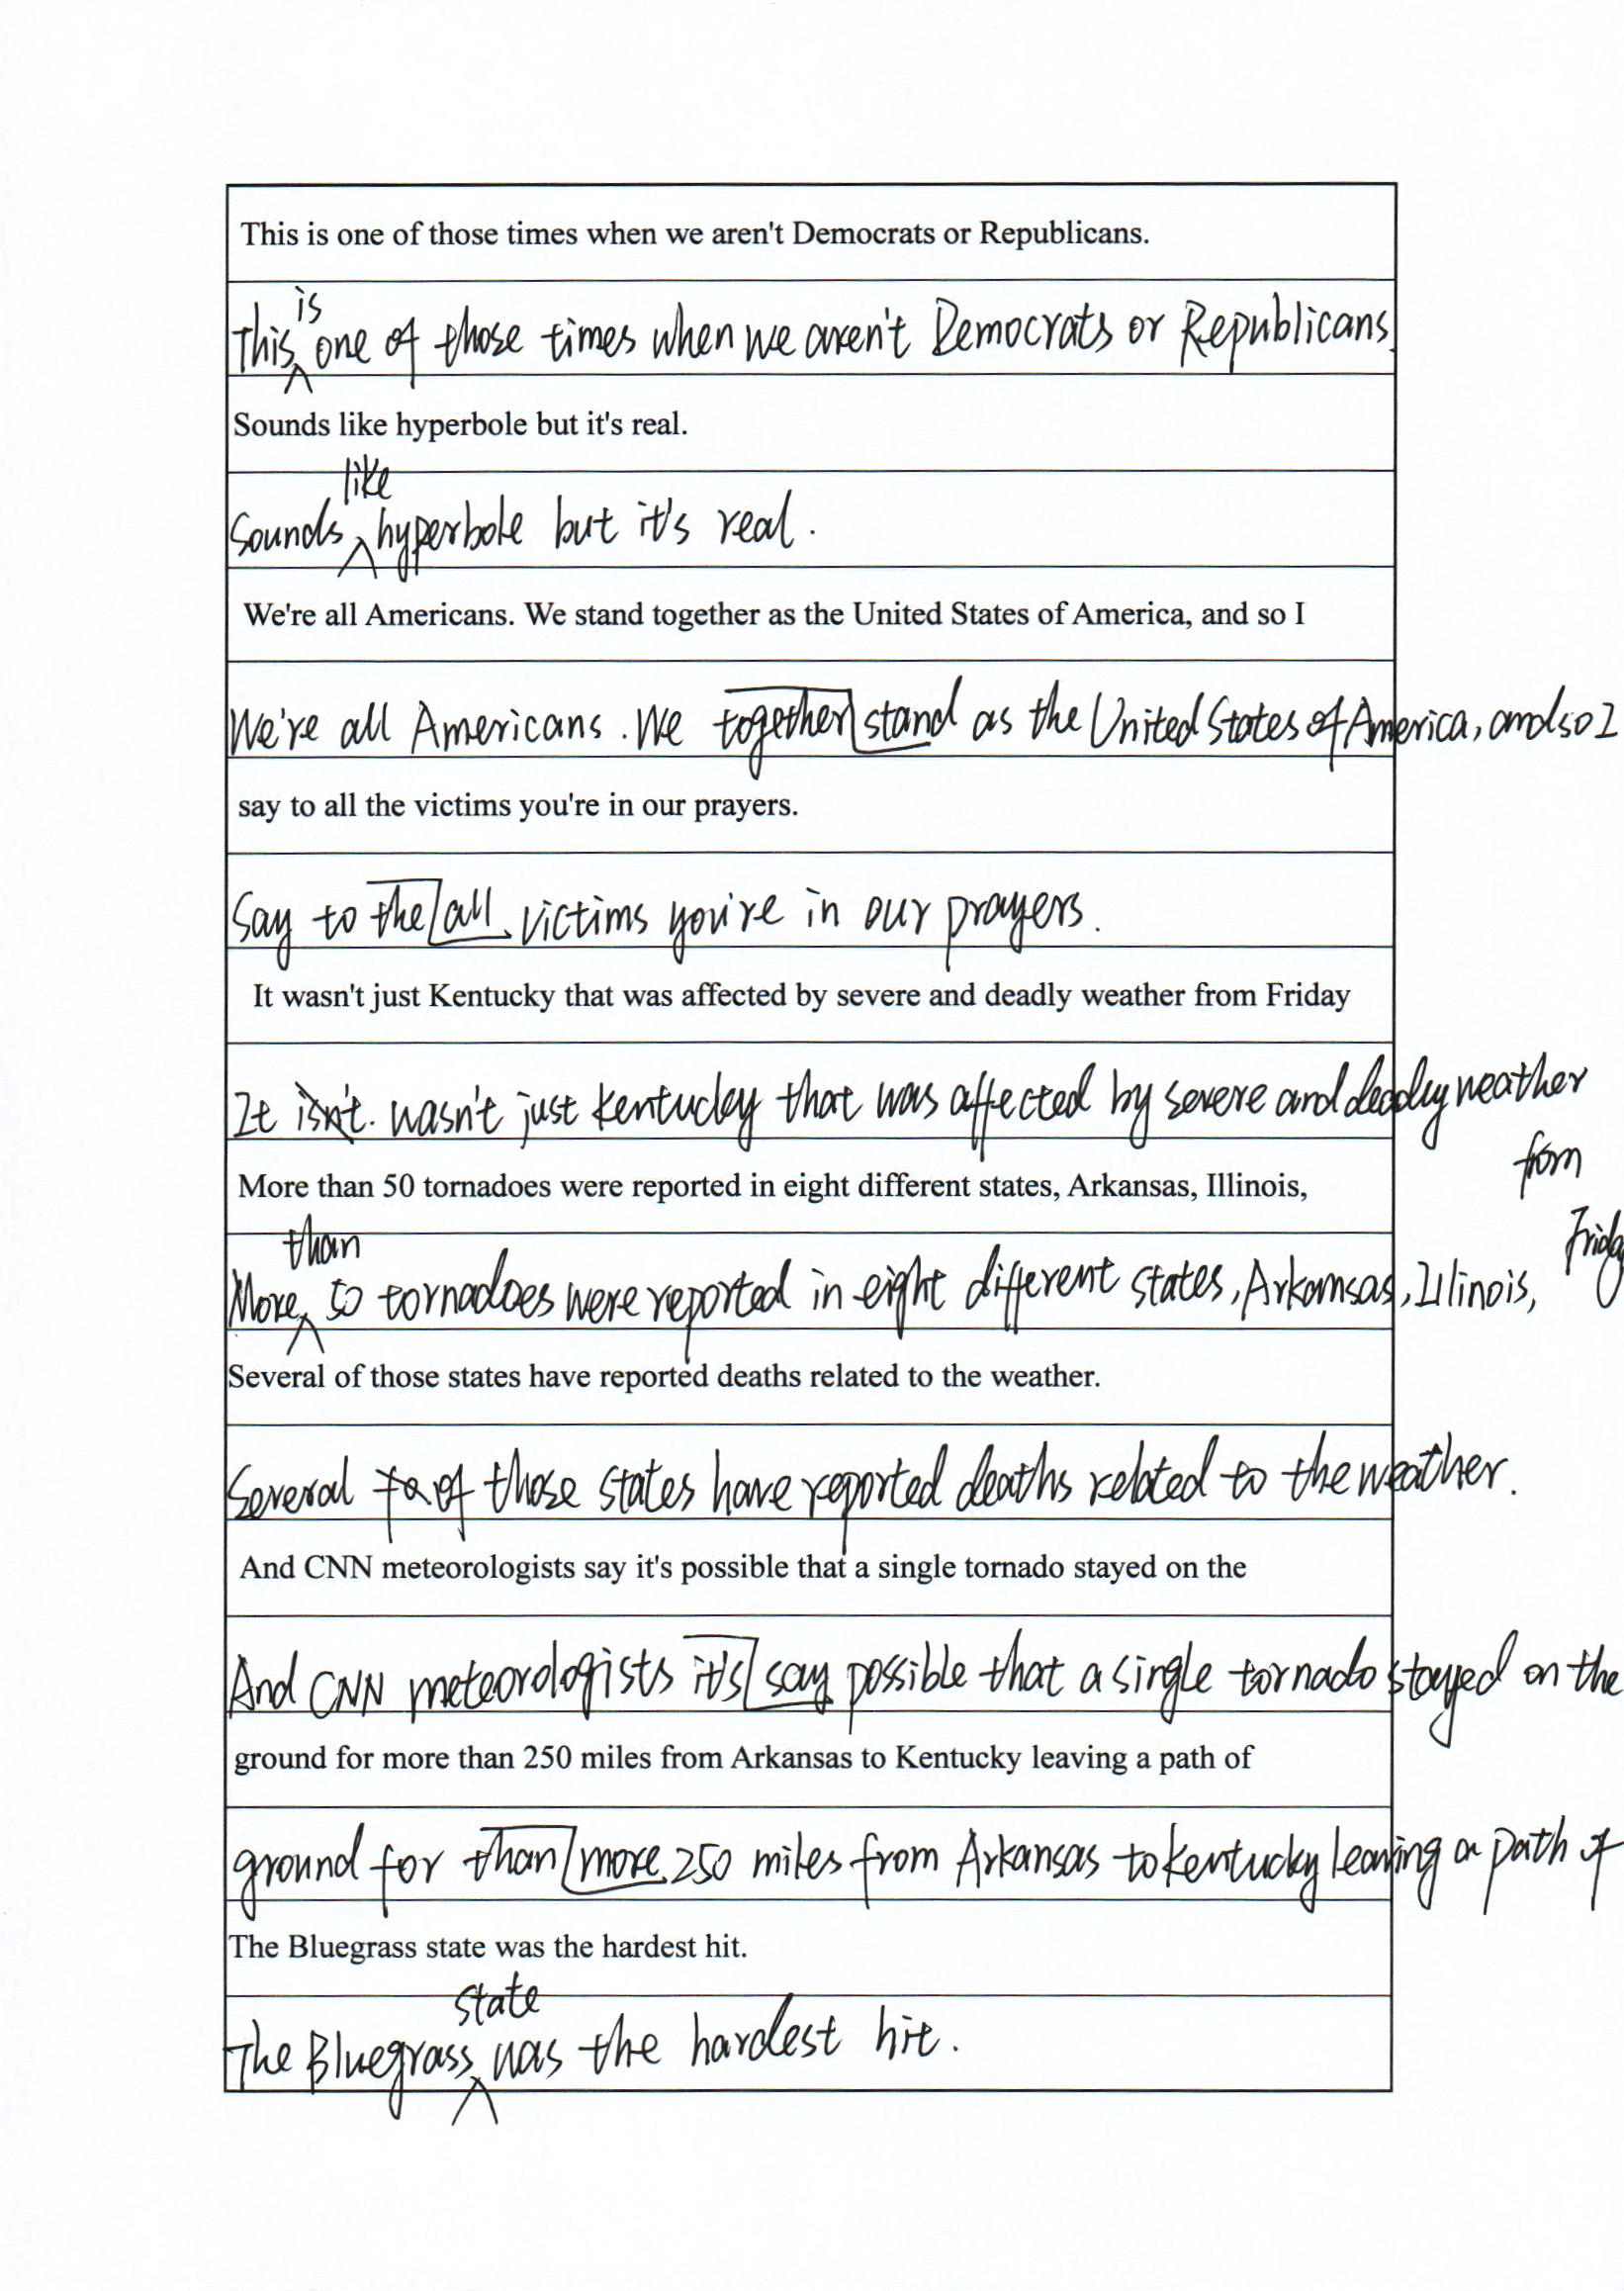 This is one of those times when we aren't Democrats or Republicans.
This is one of those times when we aren't Democrats or Republicans.
Sounds like hyperbole but it's real.
Sounds like hyperbole but it's real.
We're all Americans. We stand together as the United States of America, and so I
We're all Americans. We together stand as the United States of America, and so I
say to all the victims you're in our prayers.
Say to the all victims you're in our prayers.
It wasn't just Kentucky that was affected by severe and deadly weather from Friday
It wasn't just Kentucky that was affected by severe and deadly weather from Friday
More than 50 tornadoes were reported in eight different states, Arkansas, Illinois,
More than 50 tornadoes were reported in eight different states, Arkansas, Illinois,
Several of those states have reported deaths related to the weather.
Several of those states have reported deaths related to the weather.
And CNN meteorologists say it's possible that a single tornado stayed on the
And CNN meteorologists it's say possible that a single tornado stayed on the
ground for more than 250 miles from Arkansas to Kentucky leaving a path of
ground for than more 250 miles from Arkansas to Kentucky leaving a path of
The Bluegrass state was the hardest hit.
The Bluegrass state was the hardest hit.